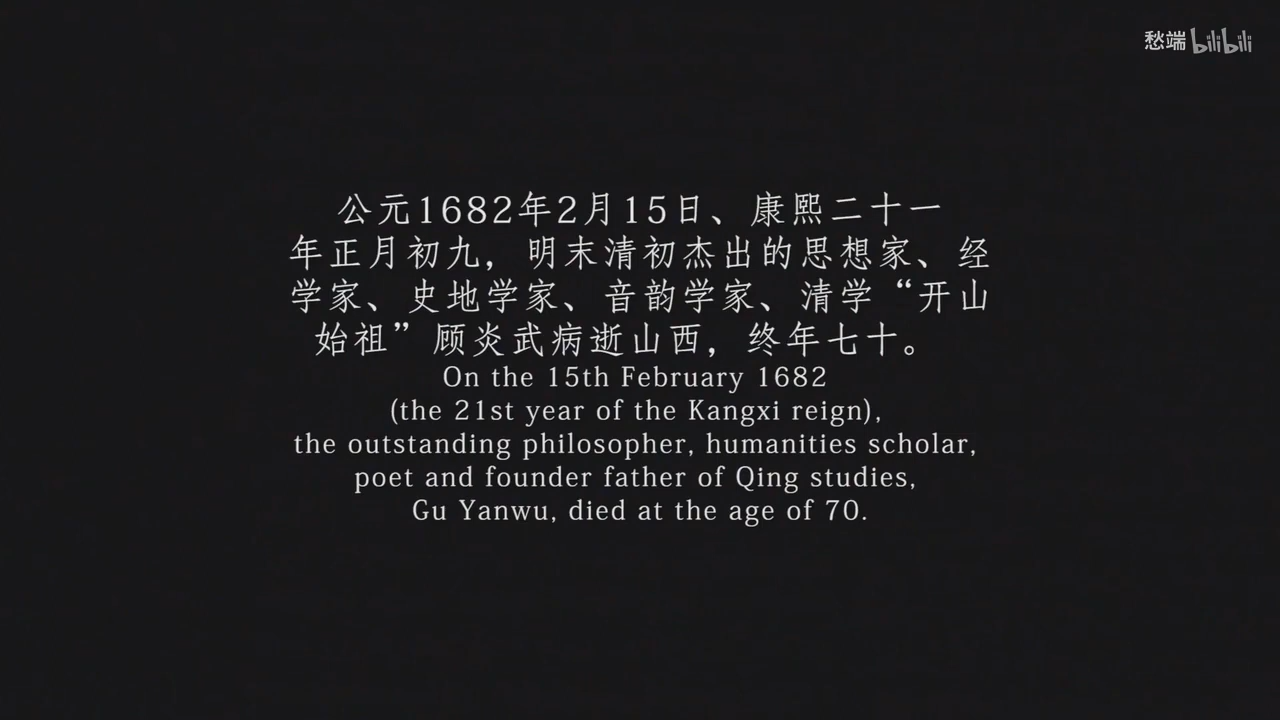 愁端 bilibili
公元1682年2月15日、康熙二十一
年正月初九，明末清初杰出的思想家、经
学家、史地学家、音韵学家、清学“开山
始祖”顾炎武病逝山西，终年七十。
On the 15th February 1682
(the 21st year of the Kangxi reign),
the outstanding philosopher, humanities scholar,
poet and founder father of Qing studies,
Gu Yanwu, died at the age of 70.